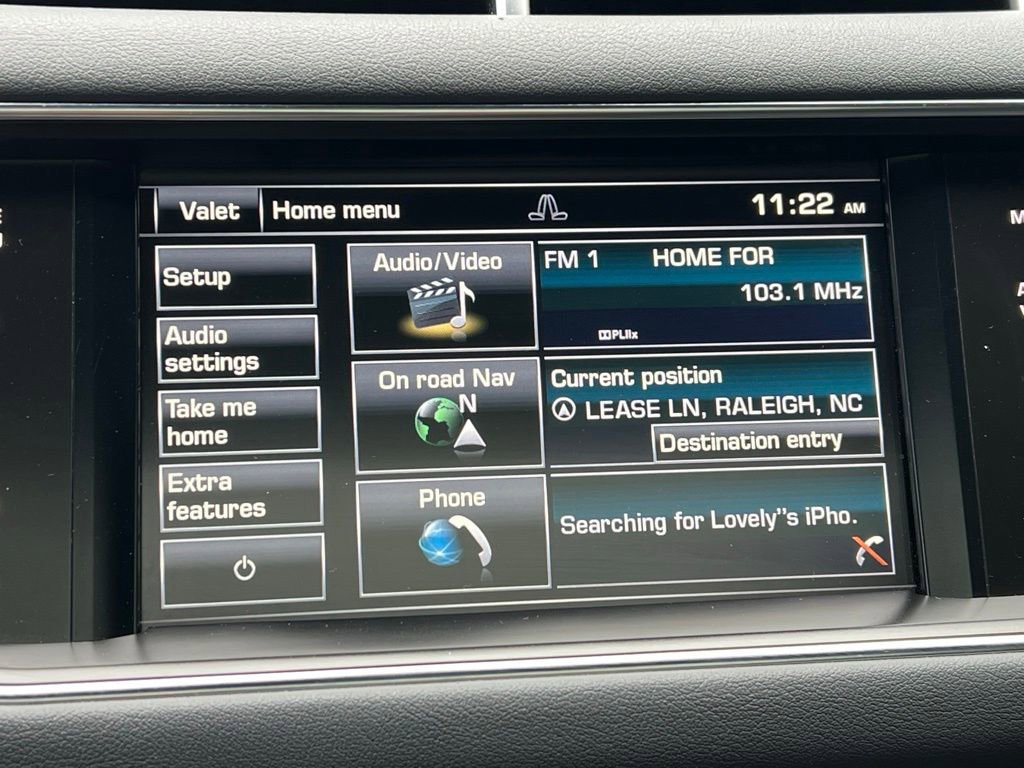 Valet
Home menu
11:22 AM
Setup
Audio
settings
Take me
home
Extra
features
Audio/Video
FM 1 HOME FOR
103.1 MHz
PLIIx
On road Nav
N
Current position
LEASE LN, RALEIGH, NC
Destination entry
Phone
Searching for Lovely''s iPho.